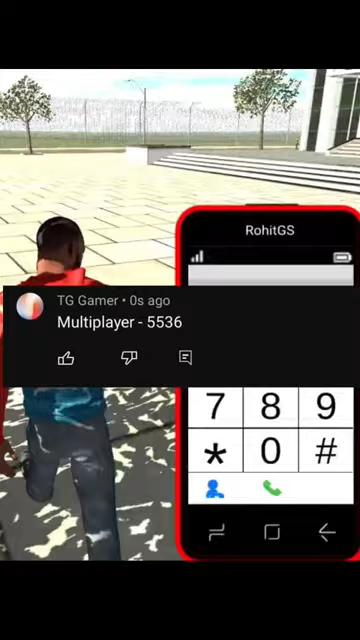 RohitGS
TG Gamer • 0s ago
Multiplayer - 5536
7 8 9
* 0 #